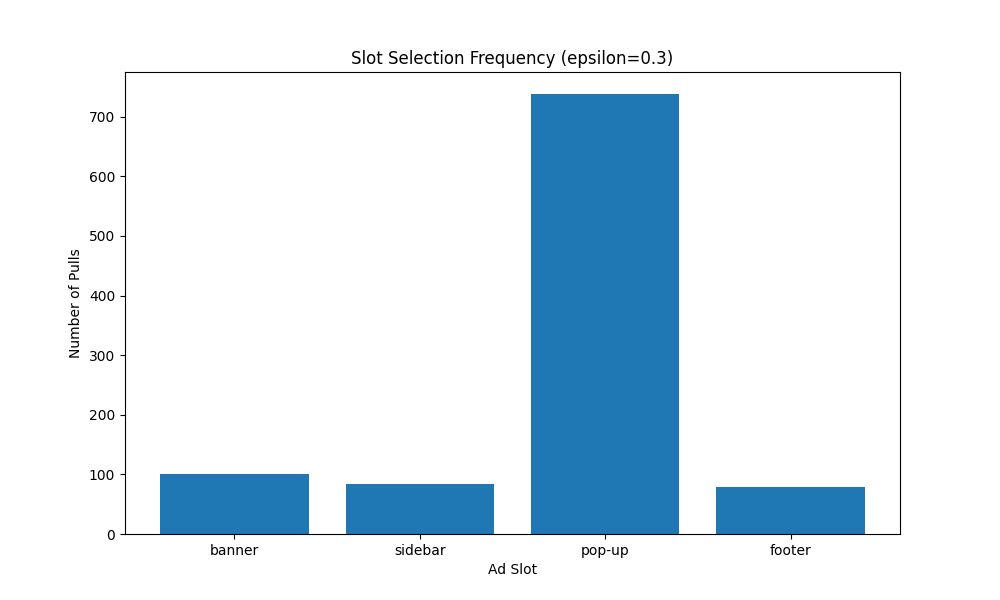 Slot Selection Frequency (epsilon=0.3)
Number of Pulls
700
600
500
400
300
200
100
0
banner
sidebar
pop-up
footer
Ad Slot